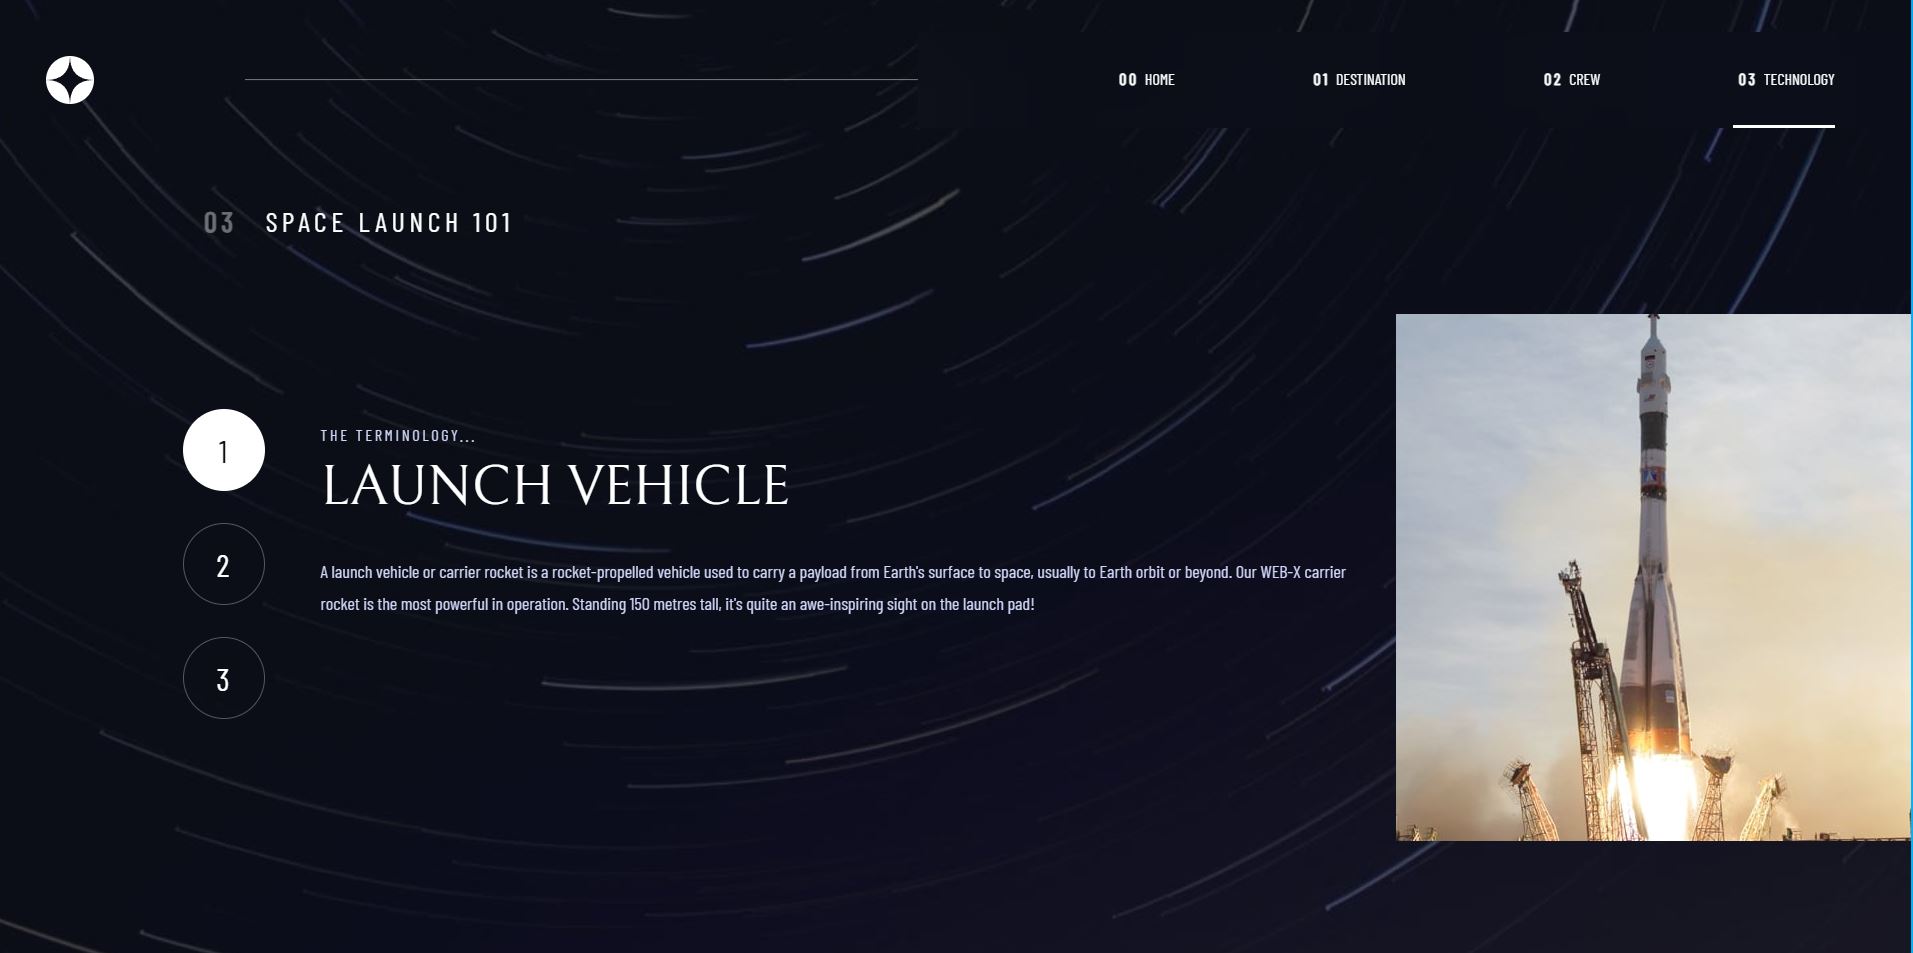 00 HOME 01 DESTINATION 02 CREW 03 TECHNOLOGY
03 SPACE LAUNCH 101
1
THE TERMINOLOGY...
LAUNCH VEHICLE
2
A launch vehicle or carrier rocket is a rocket-propelled vehicle used to carry a payload from Earth's surface to space, usually to Earth orbit or beyond. Our WEB-X carrier
rocket is the most powerful in operation. Standing 150 metres tall, it's quite an awe-inspiring sight on the launch pad!
3